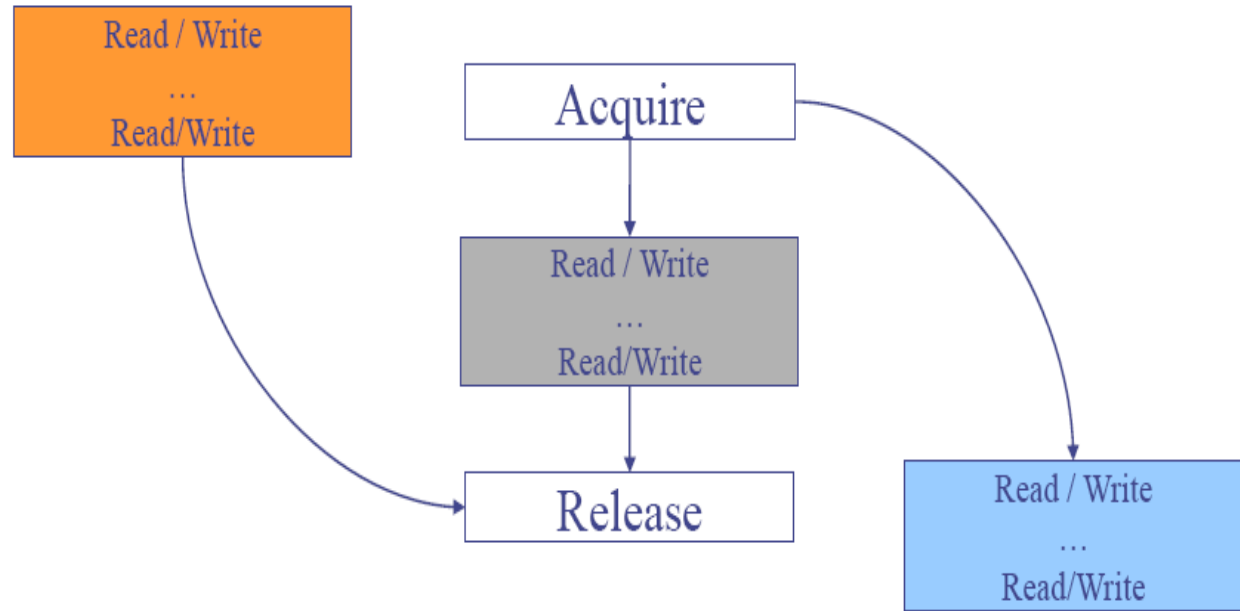 Read / Write
...
Read/Write
Acquire
Read / Write
...
Read/Write
Release
Read / Write
...
Read/Write